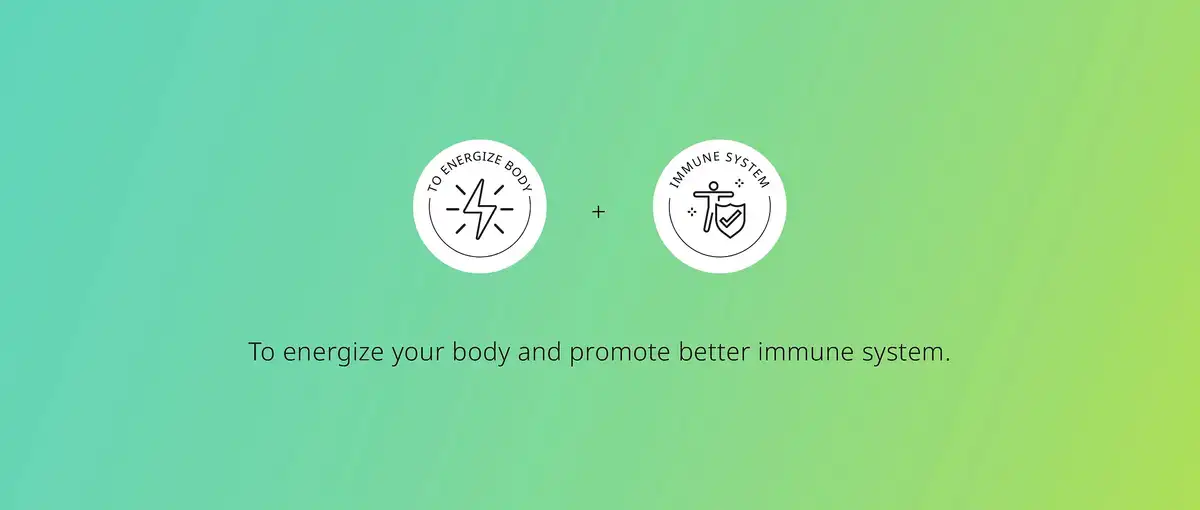 TO ENERGIZE BODY
+
IMMUNE SYSTEM
To energize your body and promote better immune system.